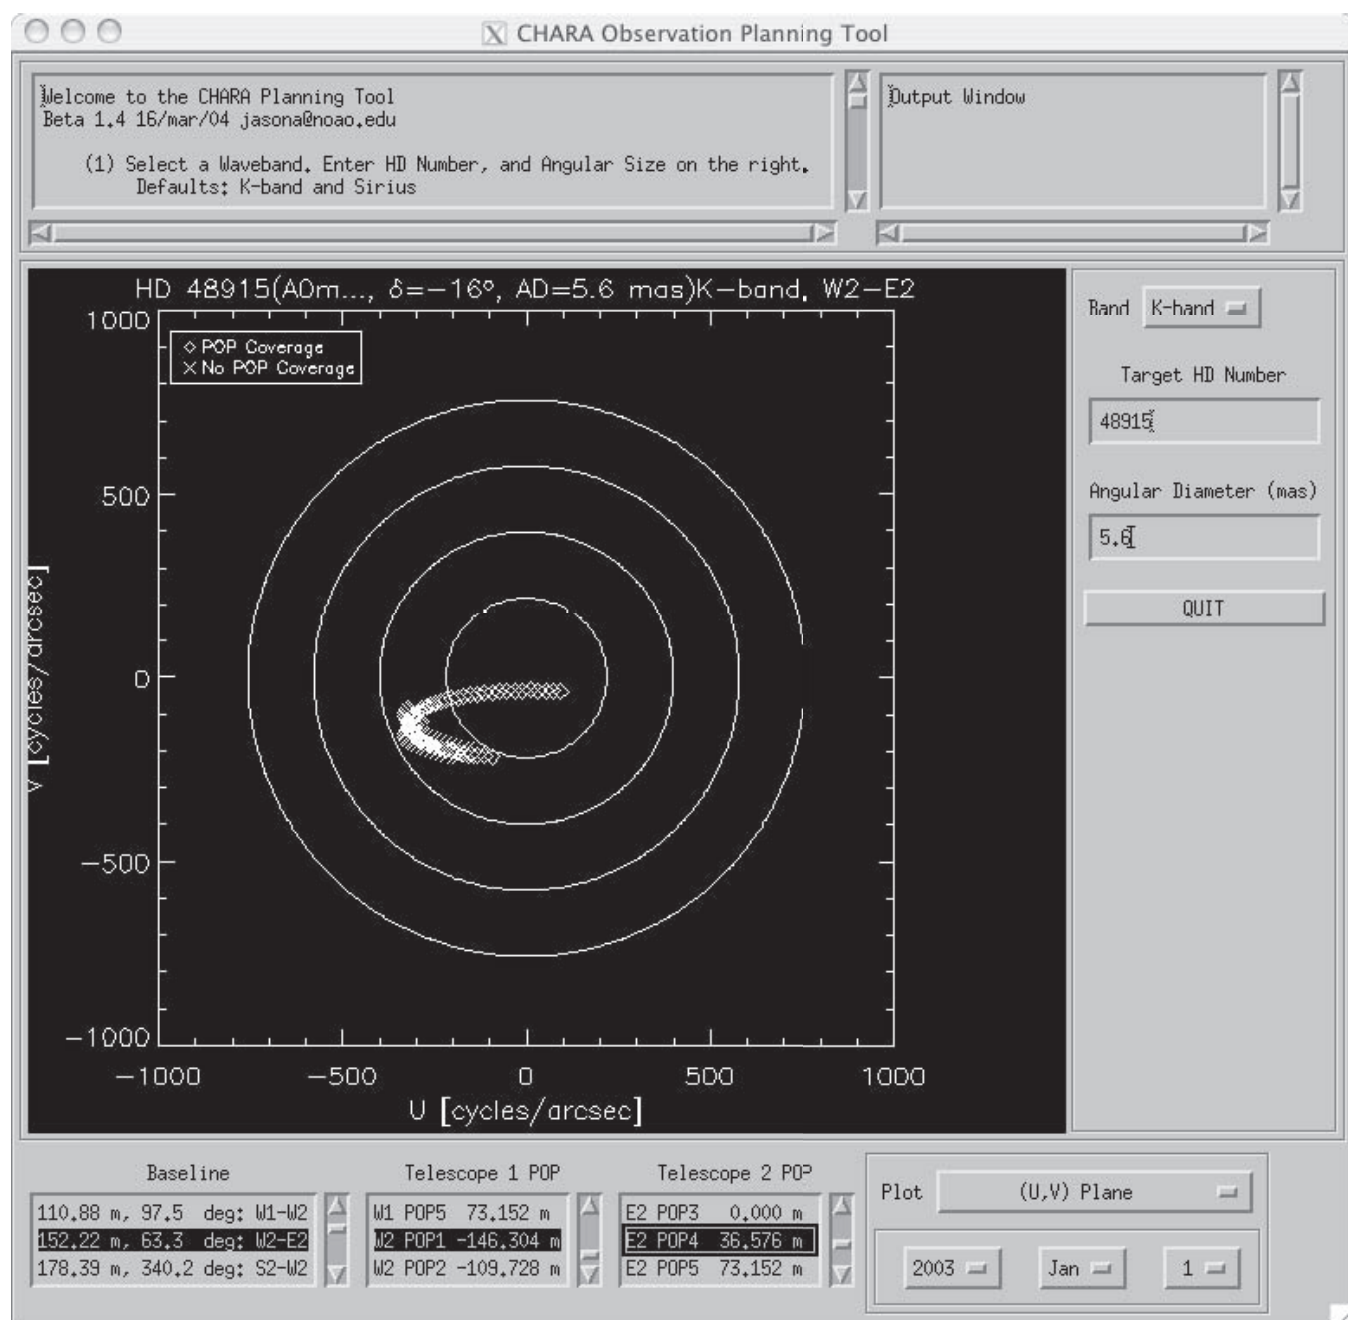 CHARA Observation Planning Tool
Welcome to the CHARA Planning Tool
Beta 1.4 16/mar/04 jasona@noao.edu
(1) Select a Waveband. Enter HD Number, and Angular Size on the right.
Defaults: K-band and Sirius
Output Window
HD 48915(A0m..., δ=−16°, AD=5.6 mas)K−band, W2−E2
1000
◇ POP Coverage
× No POP Coverage
500
0
−500
−1000
V [cycles/arcsec]
−1000 −500 0 500 1000
U [cycles/arcsec]
Band K-band
Target HD Number
48915
Angular Diameter (mas)
5.6
QUIT
Baseline
110.88 m, 97.5 deg: W1-W2
152.22 m, 63.3 deg: W2-E2
178.39 m, 340.2 deg: S2-W2
Telescope 1 POP
W1 POP5 73.152 m
W2 POP1 -146.304 m
W2 POP2 -109.728 m
Telescope 2 POP
E2 POP3 0.000 m
E2 POP4 36.576 m
E2 POP5 73.152 m
Plot (U,V) Plane
2003 Jan 1